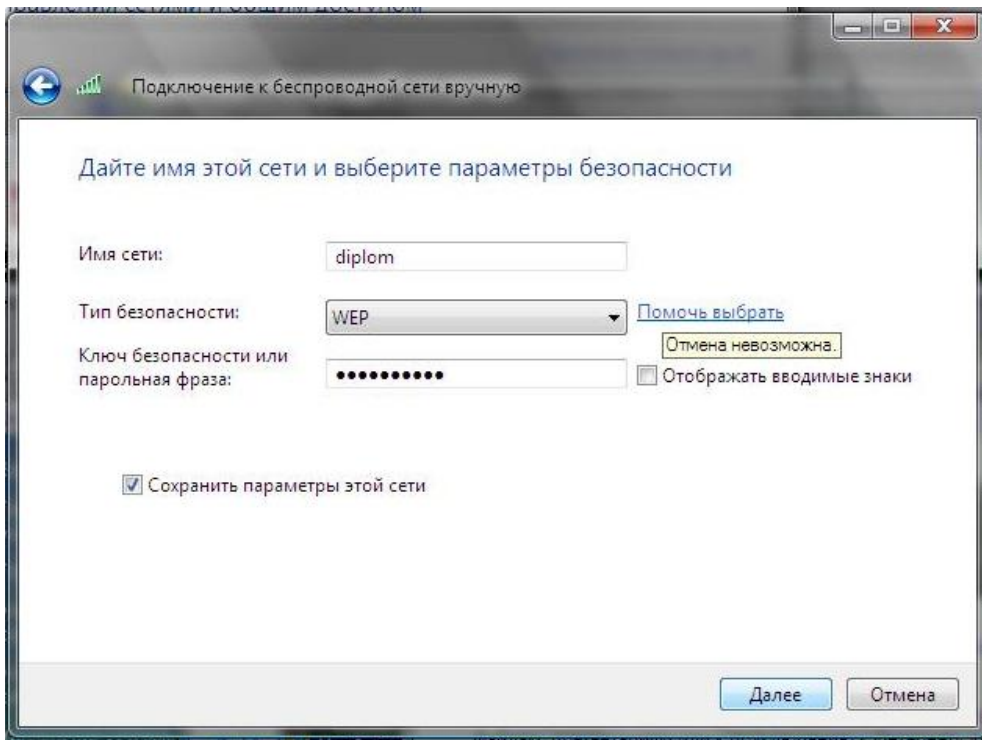 Подключение к беспроводной сети вручную
Дайте имя этой сети и выберите параметры безопасности
Имя сети:
diplom
Тип безопасности:
WEP
Помочь выбрать
Отмена невозможна.
Ключ безопасности или
парольная фраза:
●●●●●●●●●●
Отображать вводимые знаки
Сохранить параметры этой сети
Далее
Отмена